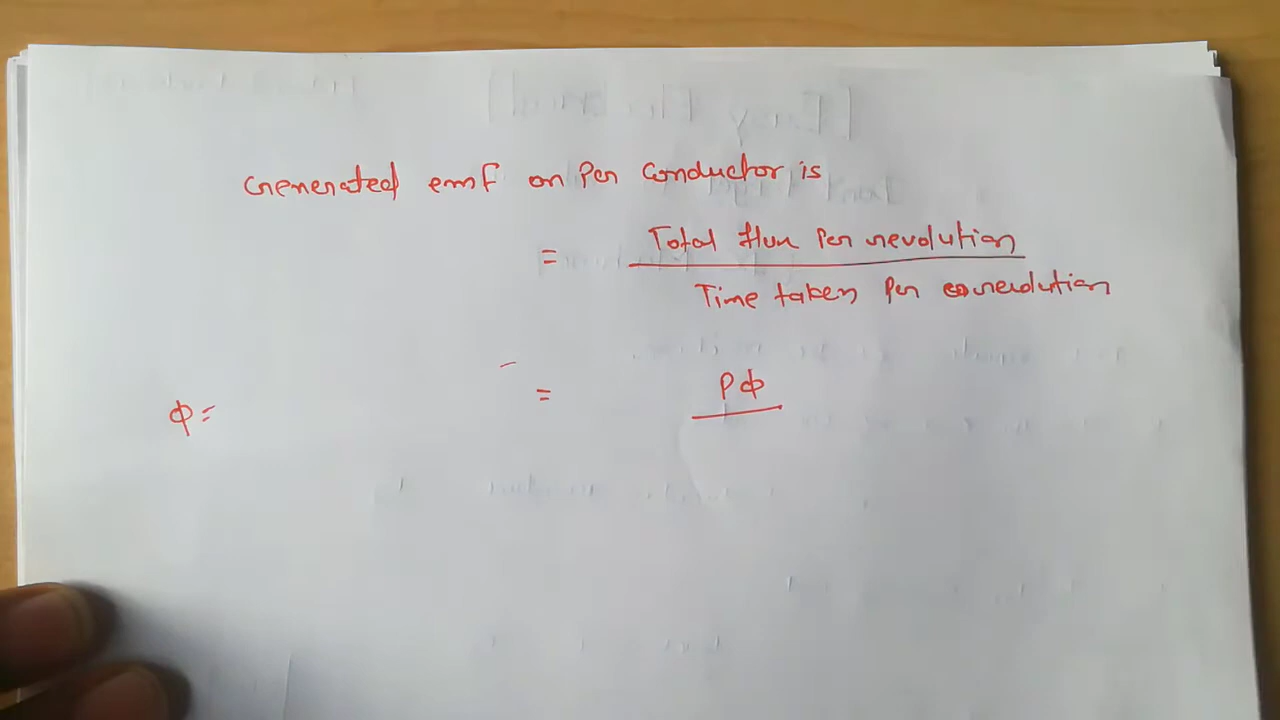 Generated emf on per conductor is
= Total flux per revolution
Time taken per revolution
= Pφ
φ=